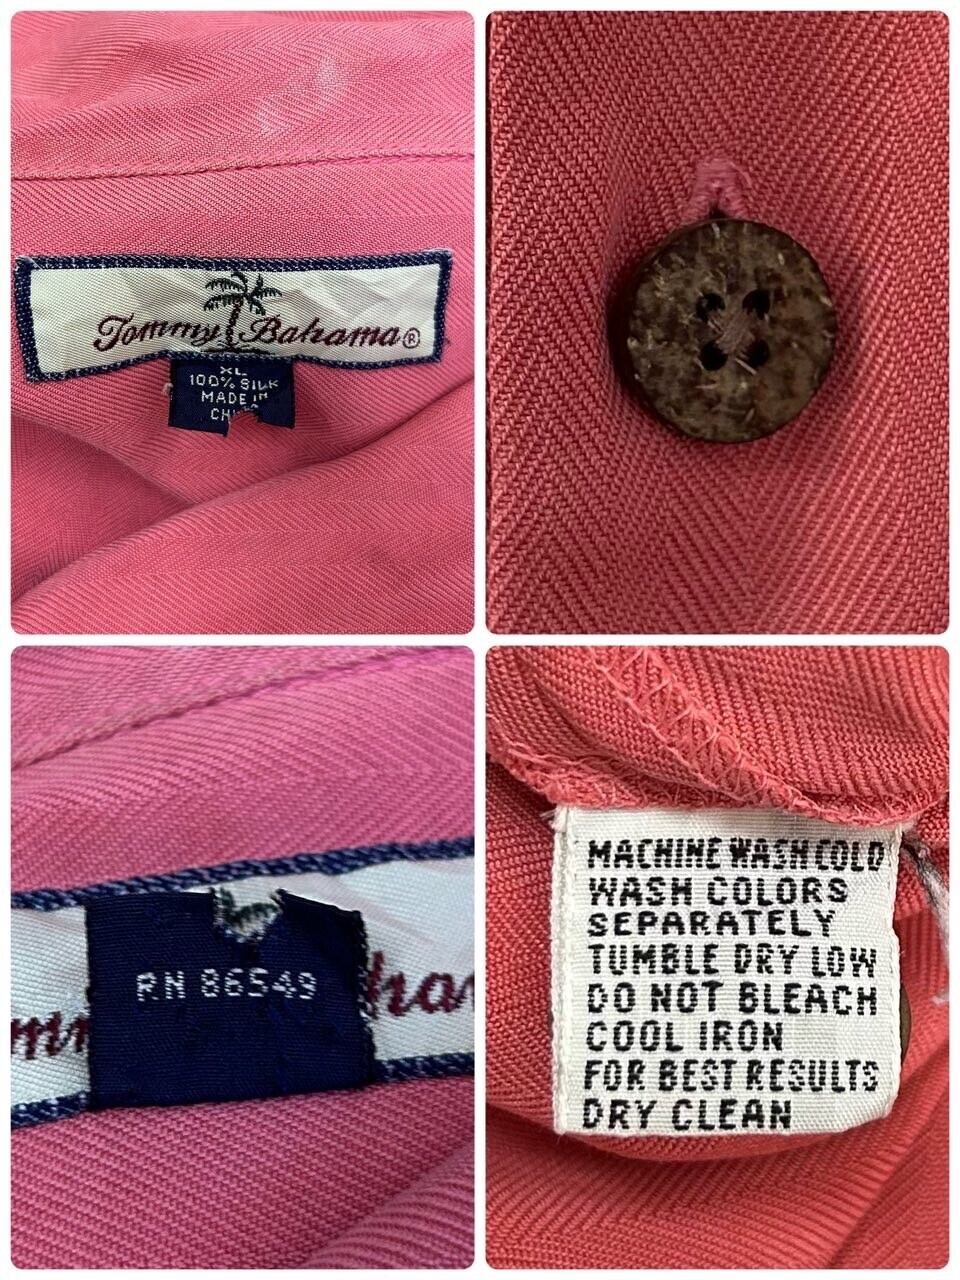 Tommy Bahama®
XL
100% SILK
MADE IN
RN 86549
MACHINE WASH COLD
WASH COLORS
SEPARATELY
TUMBLE DRY LOW
DO NOT BLEACH
COOL IRON
FOR BEST RESULTS
DRY CLEAN